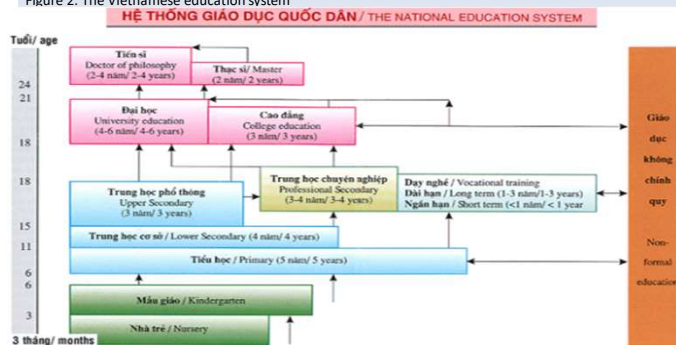 Figure 2. The Vietnamese education system
HỆ THỐNG GIÁO DỤC QUỐC DÂN / THE NATIONAL EDUCATION SYSTEM
Tuổi/ age
Tiến sĩ
Doctor of philosophy
(2-4 năm/ 2-4 years)
Thạc sĩ/ Master
(2 năm/ 2 years)
24
21
Đại học
University education
(4-6 năm/ 4-6 years)
Cao đẳng
College education
(3 năm/ 3 years)
18
18
Trung học phổ thông
Upper Secondary
(3 năm/ 3 years)
Trung học chuyên nghiệp
Professional Secondary
(3-4 năm/ 3-4 years)
Dạy nghề / Vocational training
Dài hạn / Long term (1-3 năm/1-3 years)
Ngắn hạn / Short term (<1 năm/ < 1 year
15
Trung học cơ sở / Lower Secondary (4 năm/ 4 years)
11
Tiểu học / Primary (5 năm/ 5 years)
6
6
Mẫu giáo / Kindergarten
3
Nhà trẻ / Nursery
3 tháng/ months
Giáo
dục
không
chính
quy
Non-
formal
education